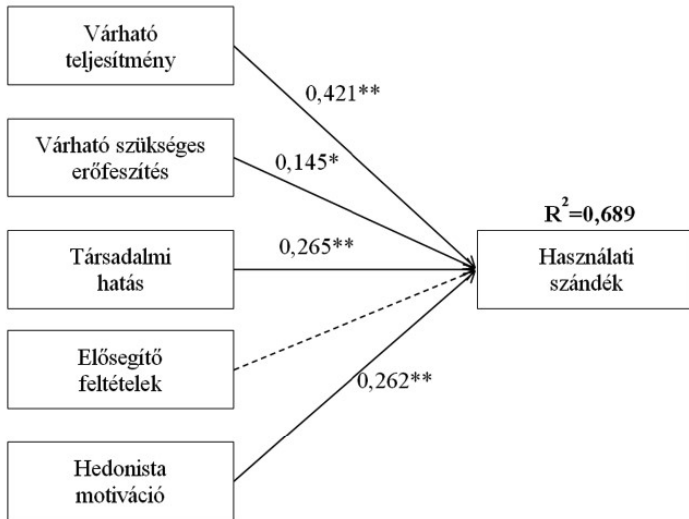 Várható
teljesítmény
0,421**
Várható szükséges
erőfeszítés
0,145*
R²=0,689
Társadalmi
hatás
0,265**
Használati
szándék
Elősegítő
feltételek
0,262**
Hedonista
motiváció